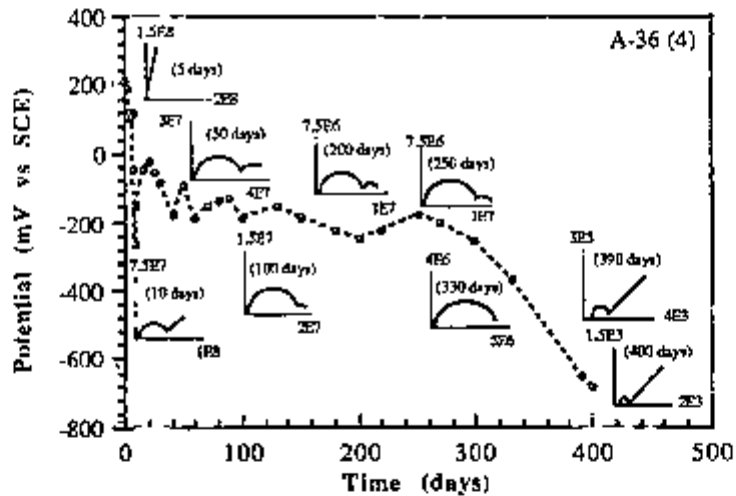 A-36 (4)
Potential (mV vs SCE)
400
200
0
-200
-400
-600
-800
0
100
200
300
400
500
Time (days)
1.5E8
(5 days)
2E8
7.5E7
(10 days)
3E7
(50 days)
4E7
1.5E7
(100 days)
2E7
7.5E6
(200 days)
1E7
7.5E6
(250 days)
1E7
4E6
(330 days)
5E6
(390 days)
4E3
1.5E3
(400 days)
2E3